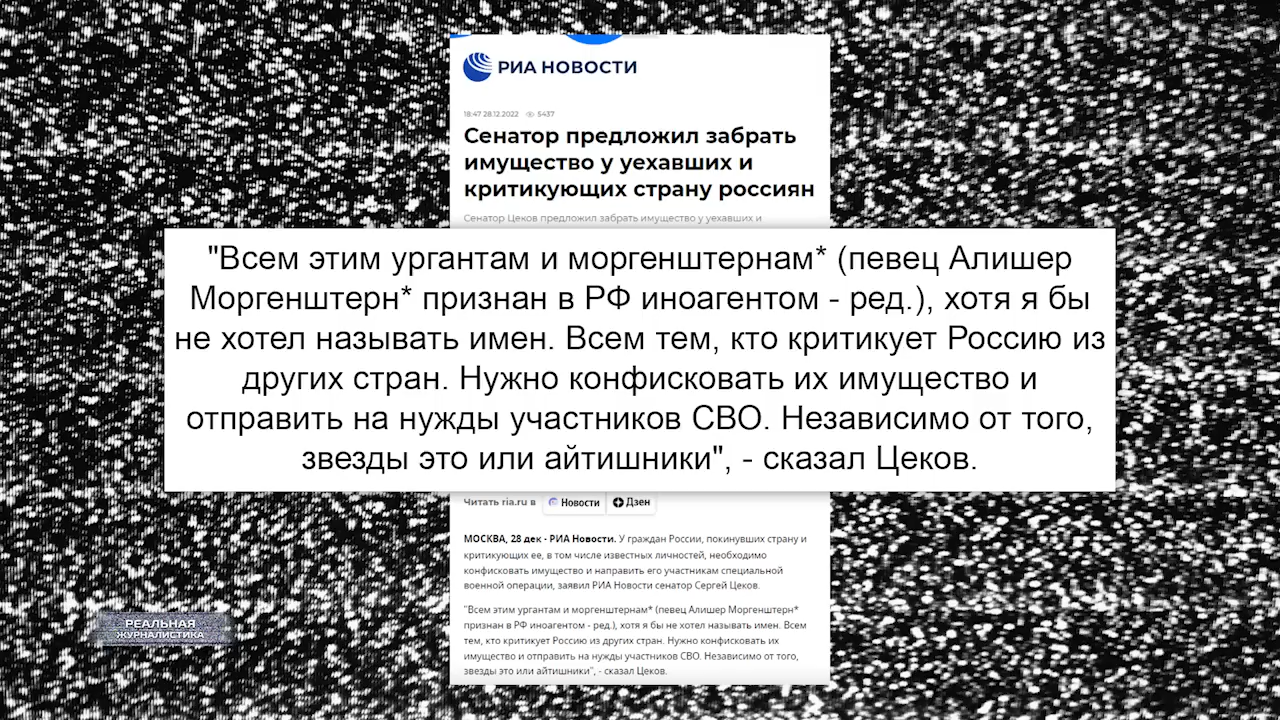 РИА НОВОСТИ
18:47 28.12.2022 5437
Сенатор предложил забрать
имущество у уехавших и
критикующих страну россиян
Сенатор Цеков предложил забрать имущество у уехавших и
"Всем этим ургантам и моргенштернам* (певец Алишер
Моргенштерн* признан в РФ иноагентом - ред.), хотя я бы
не хотел называть имен. Всем тем, кто критикует Россию из
других стран. Нужно конфисковать их имущество и
отправить на нужды участников СВО. Независимо от того,
звезды это или айтишники", - сказал Цеков.
Читать ria.ru в Новости Дзен
МОСКВА, 28 дек - РИА Новости. У граждан России, покинувших страну и
критикующих ее, в том числе известных личностей, необходимо
конфисковать имущество и направить его участникам специальной
военной операции, заявил РИА Новости сенатор Сергей Цеков.
"Всем этим ургантам и моргенштернам* (певец Алишер Моргенштерн*
признан в РФ иноагентом - ред.), хотя я бы не хотел называть имен. Всем
тем, кто критикует Россию из других стран. Нужно конфисковать их
имущество и отправить на нужды участников СВО. Независимо от того,
звезды это или айтишники", - сказал Цеков.
РЕАЛЬНАЯ
ЖУРНАЛИСТИКА